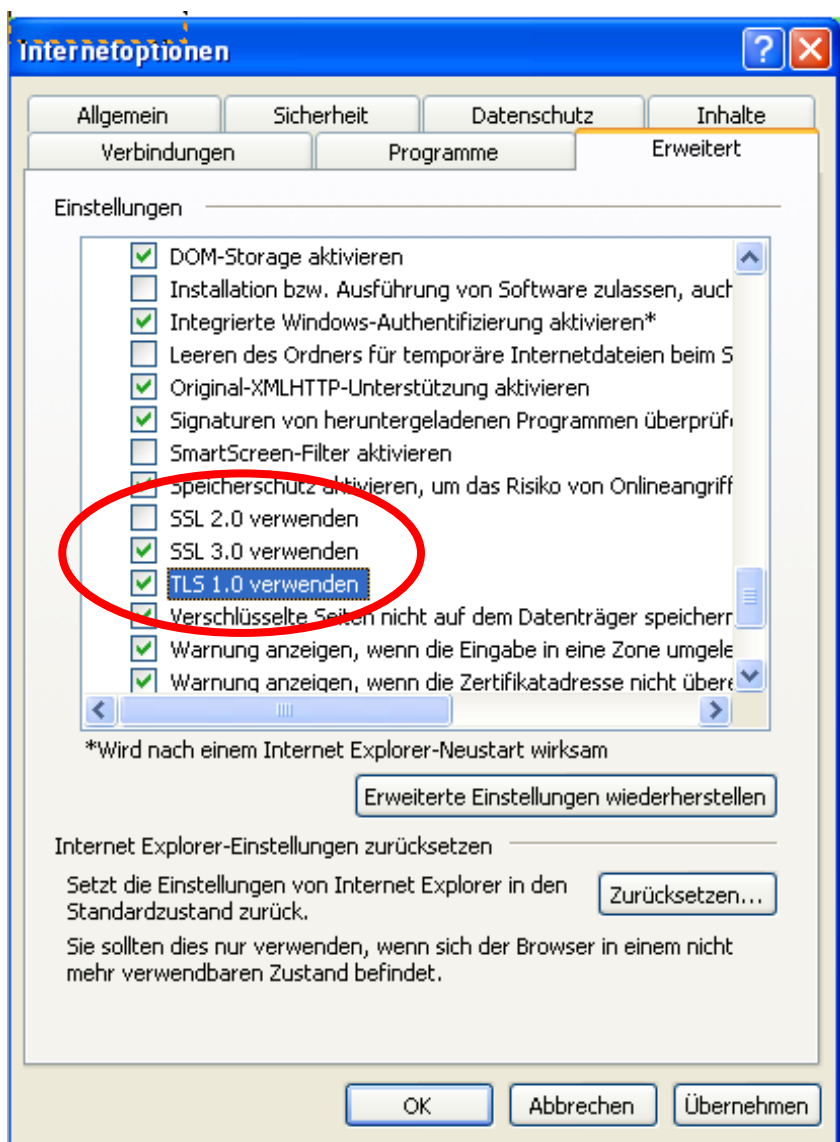 Internetoptionen
Allgemein Sicherheit Datenschutz Inhalte
Verbindungen Programme Erweitert
Einstellungen
DOM-Storage aktivieren
Installation bzw. Ausführung von Software zulassen, auch
Integrierte Windows-Authentifizierung aktivieren*
Leeren des Ordners für temporäre Internetdateien beim S
Original-XMLHTTP-Unterstützung aktivieren
Signaturen von heruntergeladenen Programmen überprüf
SmartScreen-Filter aktivieren
Speicherschutz aktivieren, um das Risiko von Onlineangriff
SSL 2.0 verwenden
SSL 3.0 verwenden
TLS 1.0 verwenden
Verschlüsselte Seiten nicht auf dem Datenträger speichern
Warnung anzeigen, wenn die Eingabe in eine Zone umgele
Warnung anzeigen, wenn die Zertifikatadresse nicht übere
*Wird nach einem Internet Explorer-Neustart wirksam
Erweiterte Einstellungen wiederherstellen
Internet Explorer-Einstellungen zurücksetzen
Setzt die Einstellungen von Internet Explorer in den
Standardzustand zurück.
Zurücksetzen...
Sie sollten dies nur verwenden, wenn sich der Browser in einem nicht
mehr verwendbaren Zustand befindet.
OK Abbrechen Übernehmen